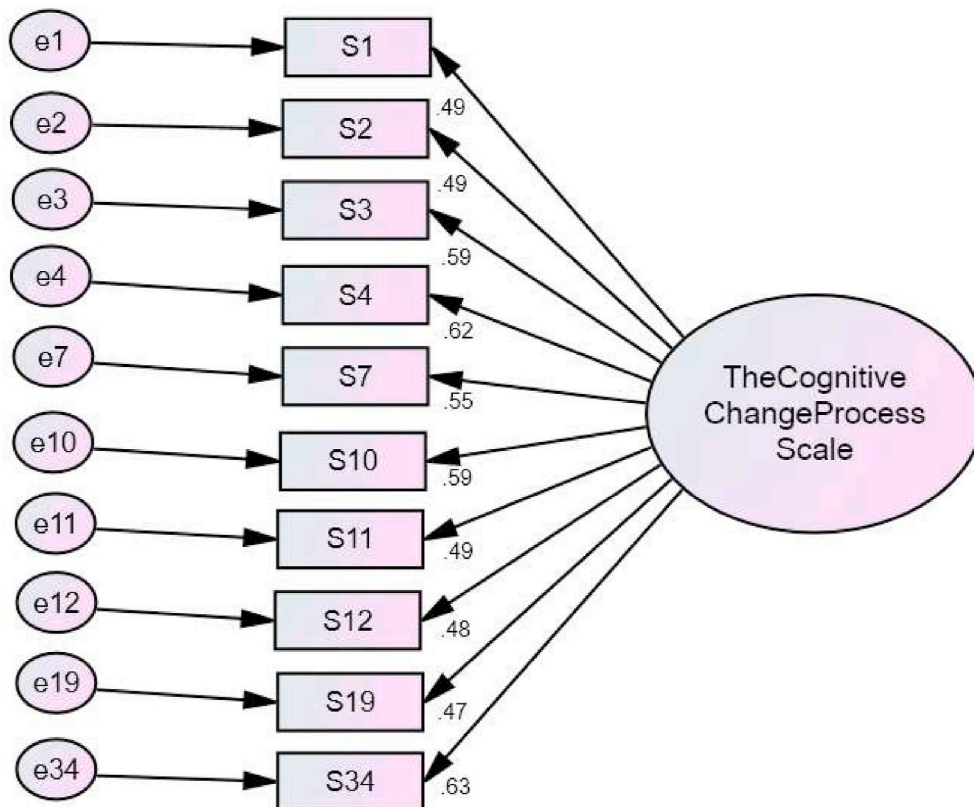 e1
S1
.49
e2
S2
.49
e3
S3
.59
e4
S4
.62
e7
S7
.55
e10
S10
.59
e11
S11
.49
e12
S12
.48
e19
S19
.47
e34
S34
.63
TheCognitive
ChangeProcess
Scale